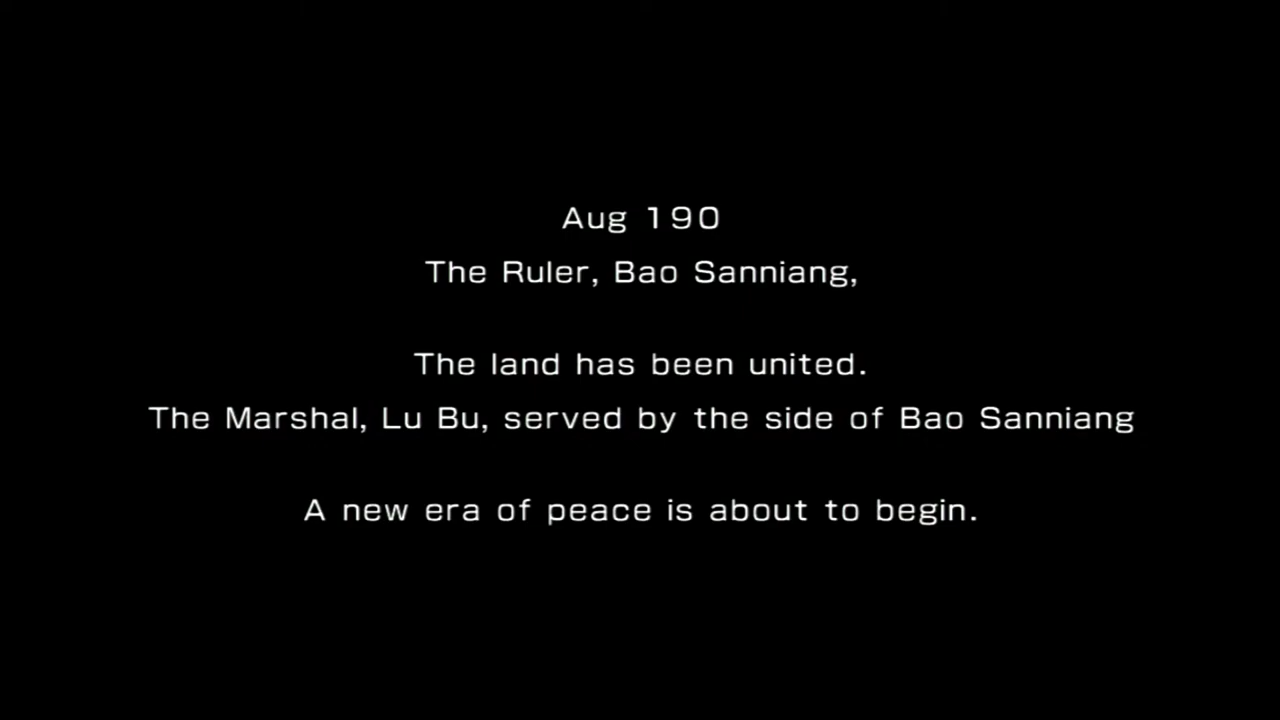 Aug 190
The Ruler, Bao Sanniang,
The land has been united.
The Marshal, Lu Bu, served by the side of Bao Sanniang
A new era of peace is about to begin.